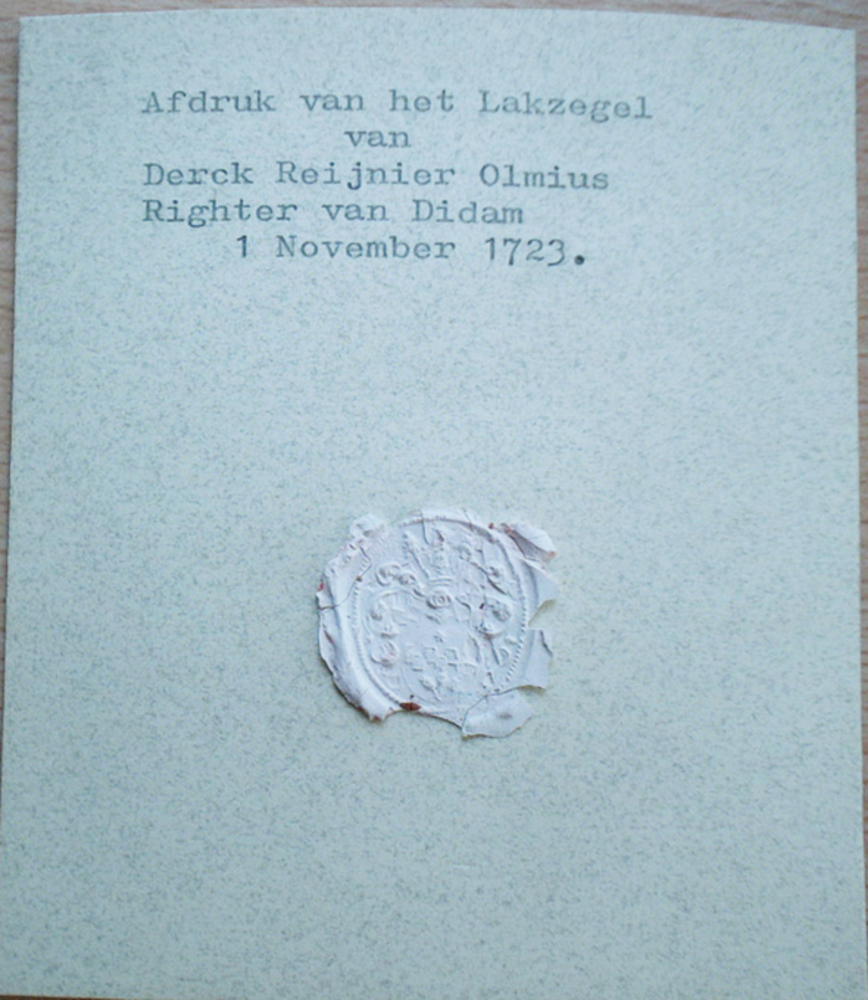 Afdruk van het Lakzegel
van
Derck Reijnier Olmius
Righter van Didam
1 November 1723.